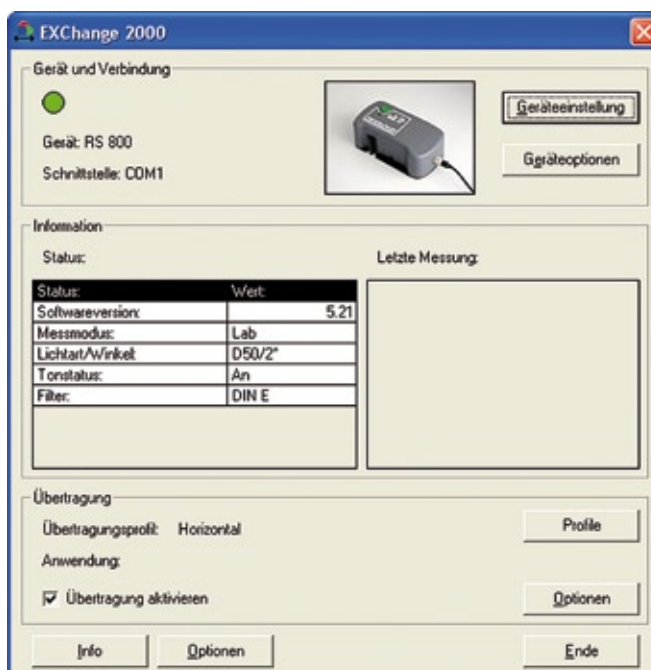 EXChange 2000
Gerät und Verbindung
Geräteeinstellung
Gerät: RS 800
Geräteoptionen
Schnittstelle: COM1
Information
Status:
Letzte Messung:
Status: Wert:
Softwareversion: 5.21
Messmodus: Lab
Lichtart/Winkel: D50/2°
Tonstatus: An
Filter: DIN E
Übertragung
Übertragungsprofil: Horizontal
Profile
Anwendung:
Übertragung aktivieren
Optionen
Info
Optionen
Ende